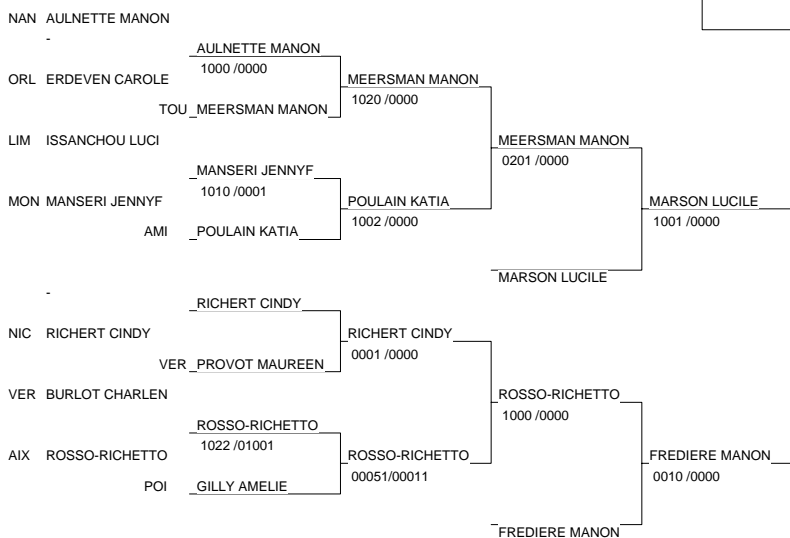 NAN AULNETTE MANON
-
AULNETTE MANON
1000 /0000
ORL ERDEVEN CAROLE
MEERSMAN MANON
1020 /0000
TOU MEERSMAN MANON
LIM ISSANCHOU LUCI
MEERSMAN MANON
0201 /0000
MANSERI JENNYF
1010 /0001
MON MANSERI JENNYF
POULAIN KATIA
1002 /0000
MARSON LUCILE
1001 /0000
AMI POULAIN KATIA
MARSON LUCILE
-
RICHERT CINDY
NIC RICHERT CINDY
RICHERT CINDY
0001 /0000
VER PROVOT MAUREEN
VER BURLOT CHARLEN
ROSSO-RICHETTO
1000 /0000
ROSSO-RICHETTO
1022 /01001
AIX ROSSO-RICHETTO
ROSSO-RICHETTO
00051/00011
FREDIERE MANON
0010 /0000
POI GILLY AMELIE
FREDIERE MANON